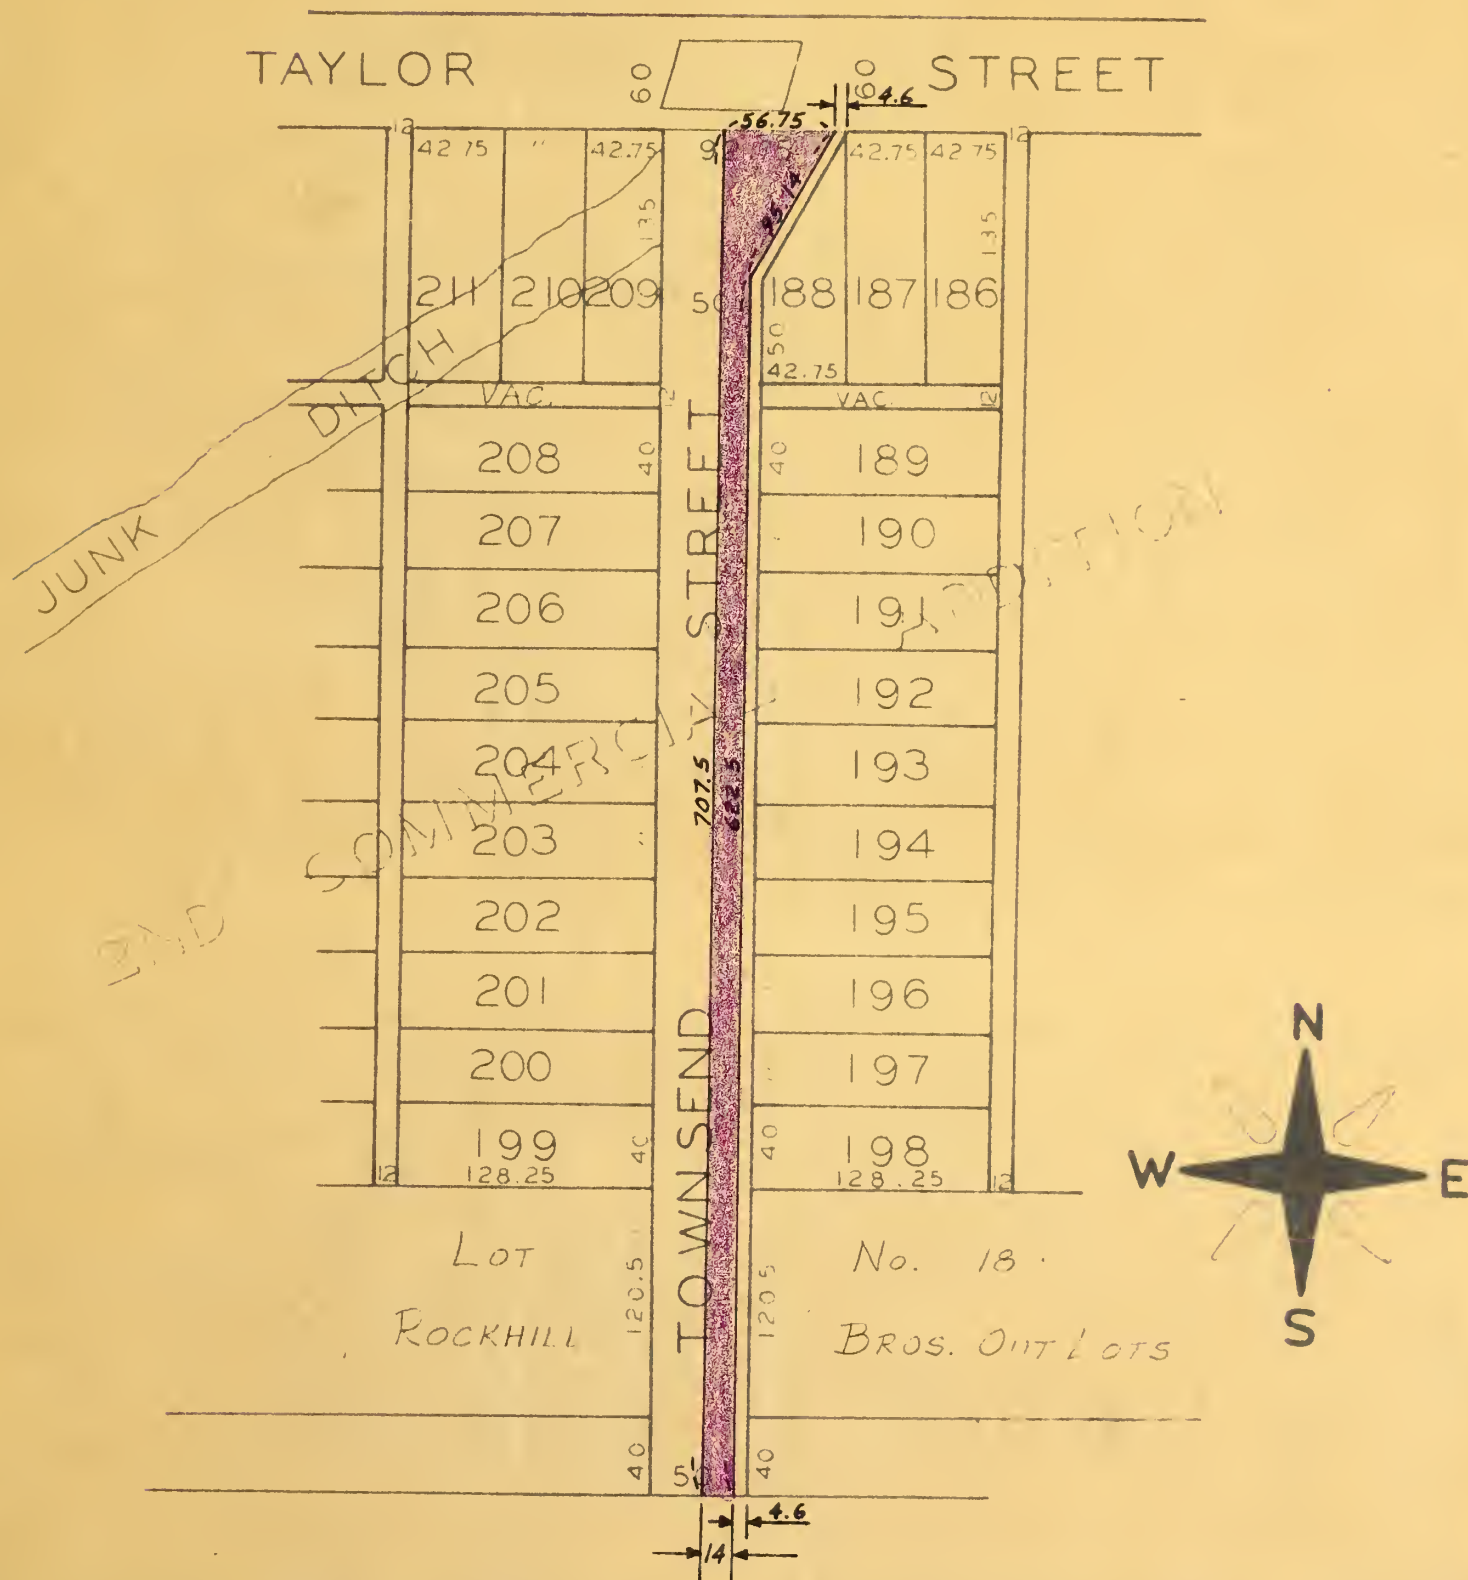 TAYLOR 60 60 STREET
4.6
56.75
12 42 75 " 42.75 42.75 42 75 12
135 95.14 135
211 210 209 188 187 186
50
42.75
JUNK DITCH
VAC. 12 VAC. 12
208 40 40 189
207 190
206 191
205 192
204 193
203 " 194
202 195
201 196
200 197
199 40 40 198
12 128.25 128.25 12
2ND COMMERCIAL ADDITION
TOWNSEND STREET
707.5 622.5
LOT No. 18
ROCKHILL BROS. OUT LOTS
120.5 120.5
40 40
4.6
14
N
W E
S